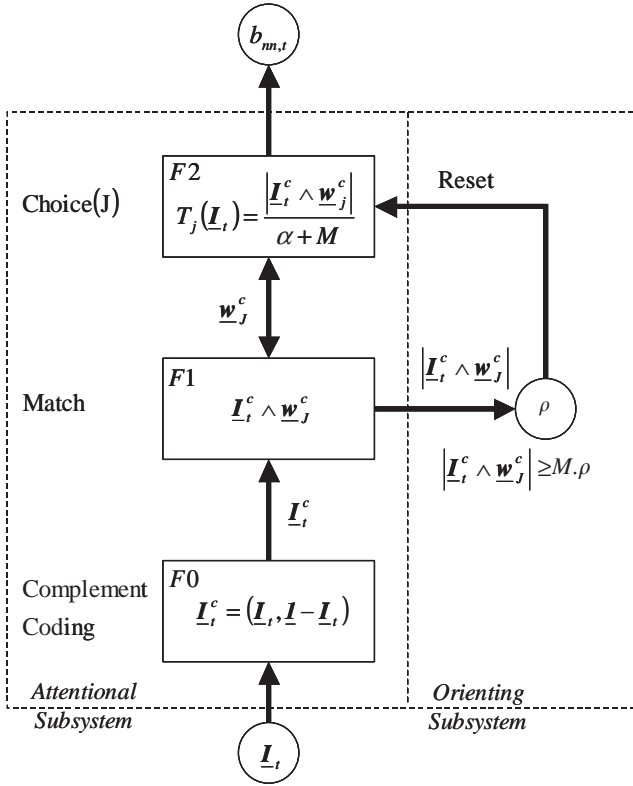 b_{nn,t}
F2
Choice(J)
T_j(I_t) = |I_t^c ∧ w_j^c| / (α + M)
Reset
w_J^c
F1
Match
I_t^c ∧ w_J^c
|I_t^c ∧ w_J^c|
ρ
|I_t^c ∧ w_J^c| ≥ M.ρ
I_t^c
F0
Complement
Coding
I_t^c = (I_t, 1 − I_t)
Attentional
Subsystem
Orienting
Subsystem
I_t